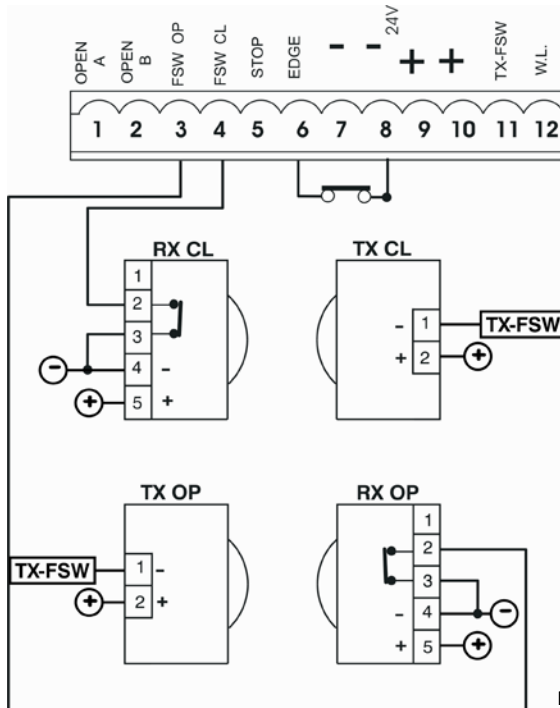 OPEN A
OPEN B
FSW OP
FSW CL
STOP
EDGE
-
-
24V
+
+
TX-FSW
W.L.
1 2 3 4 5 6 7 8 9 10 11 12
RX CL
1
2
3
4 -
5 +
-
+
TX CL
- 1
+ 2
TX-FSW
+
TX OP
1 -
2 +
TX-FSW
+
RX OP
1
2
3
- 4
+ 5
-
+